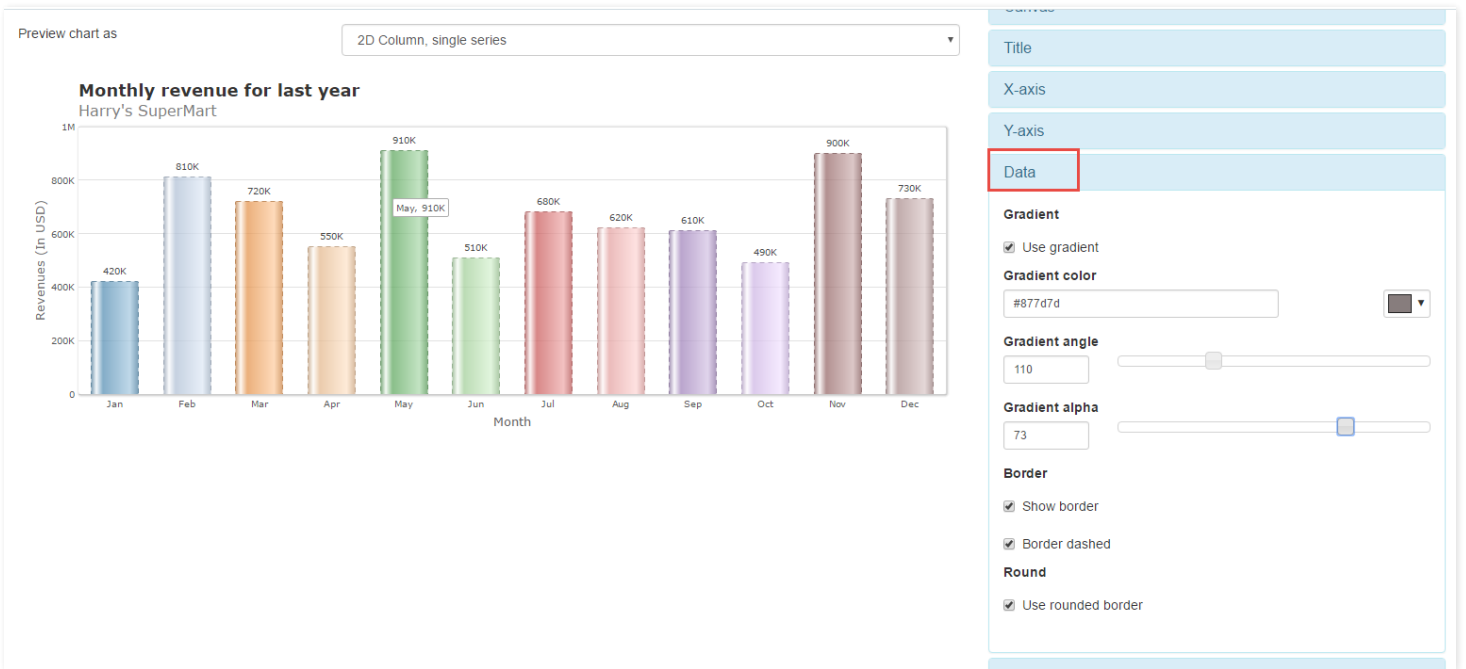 Preview chart as
2D Column, single series
Monthly revenue for last year
Harry's SuperMart
Revenues (In USD)
1M
800K
600K
400K
200K
0
420K
810K
720K
550K
910K
May, 910K
510K
680K
620K
610K
490K
900K
730K
Jan Feb Mar Apr May Jun Jul Aug Sep Oct Nov Dec
Month
Title
X-axis
Y-axis
Data
Gradient
Use gradient
Gradient color
#877d7d
Gradient angle
110
Gradient alpha
73
Border
Show border
Border dashed
Round
Use rounded border